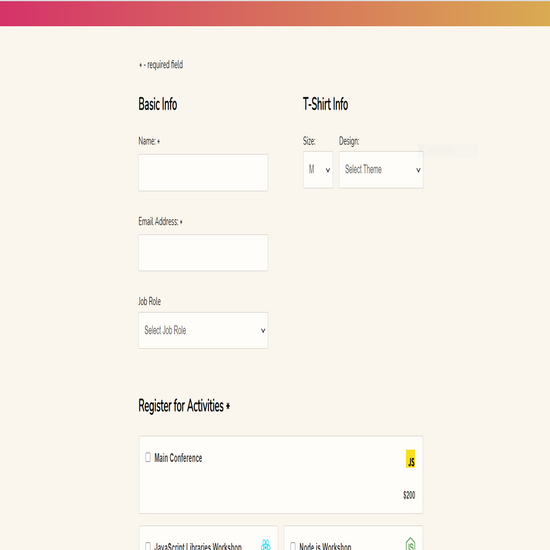 * - required field
Basic Info
T-Shirt Info
Name: *
Size:
Design:
M
Select Theme
Email Address: *
Job Role
Select Job Role
Register for Activities *
Main Conference
JS
$200
JavaScript Libraries Workshop
Node.js Workshop